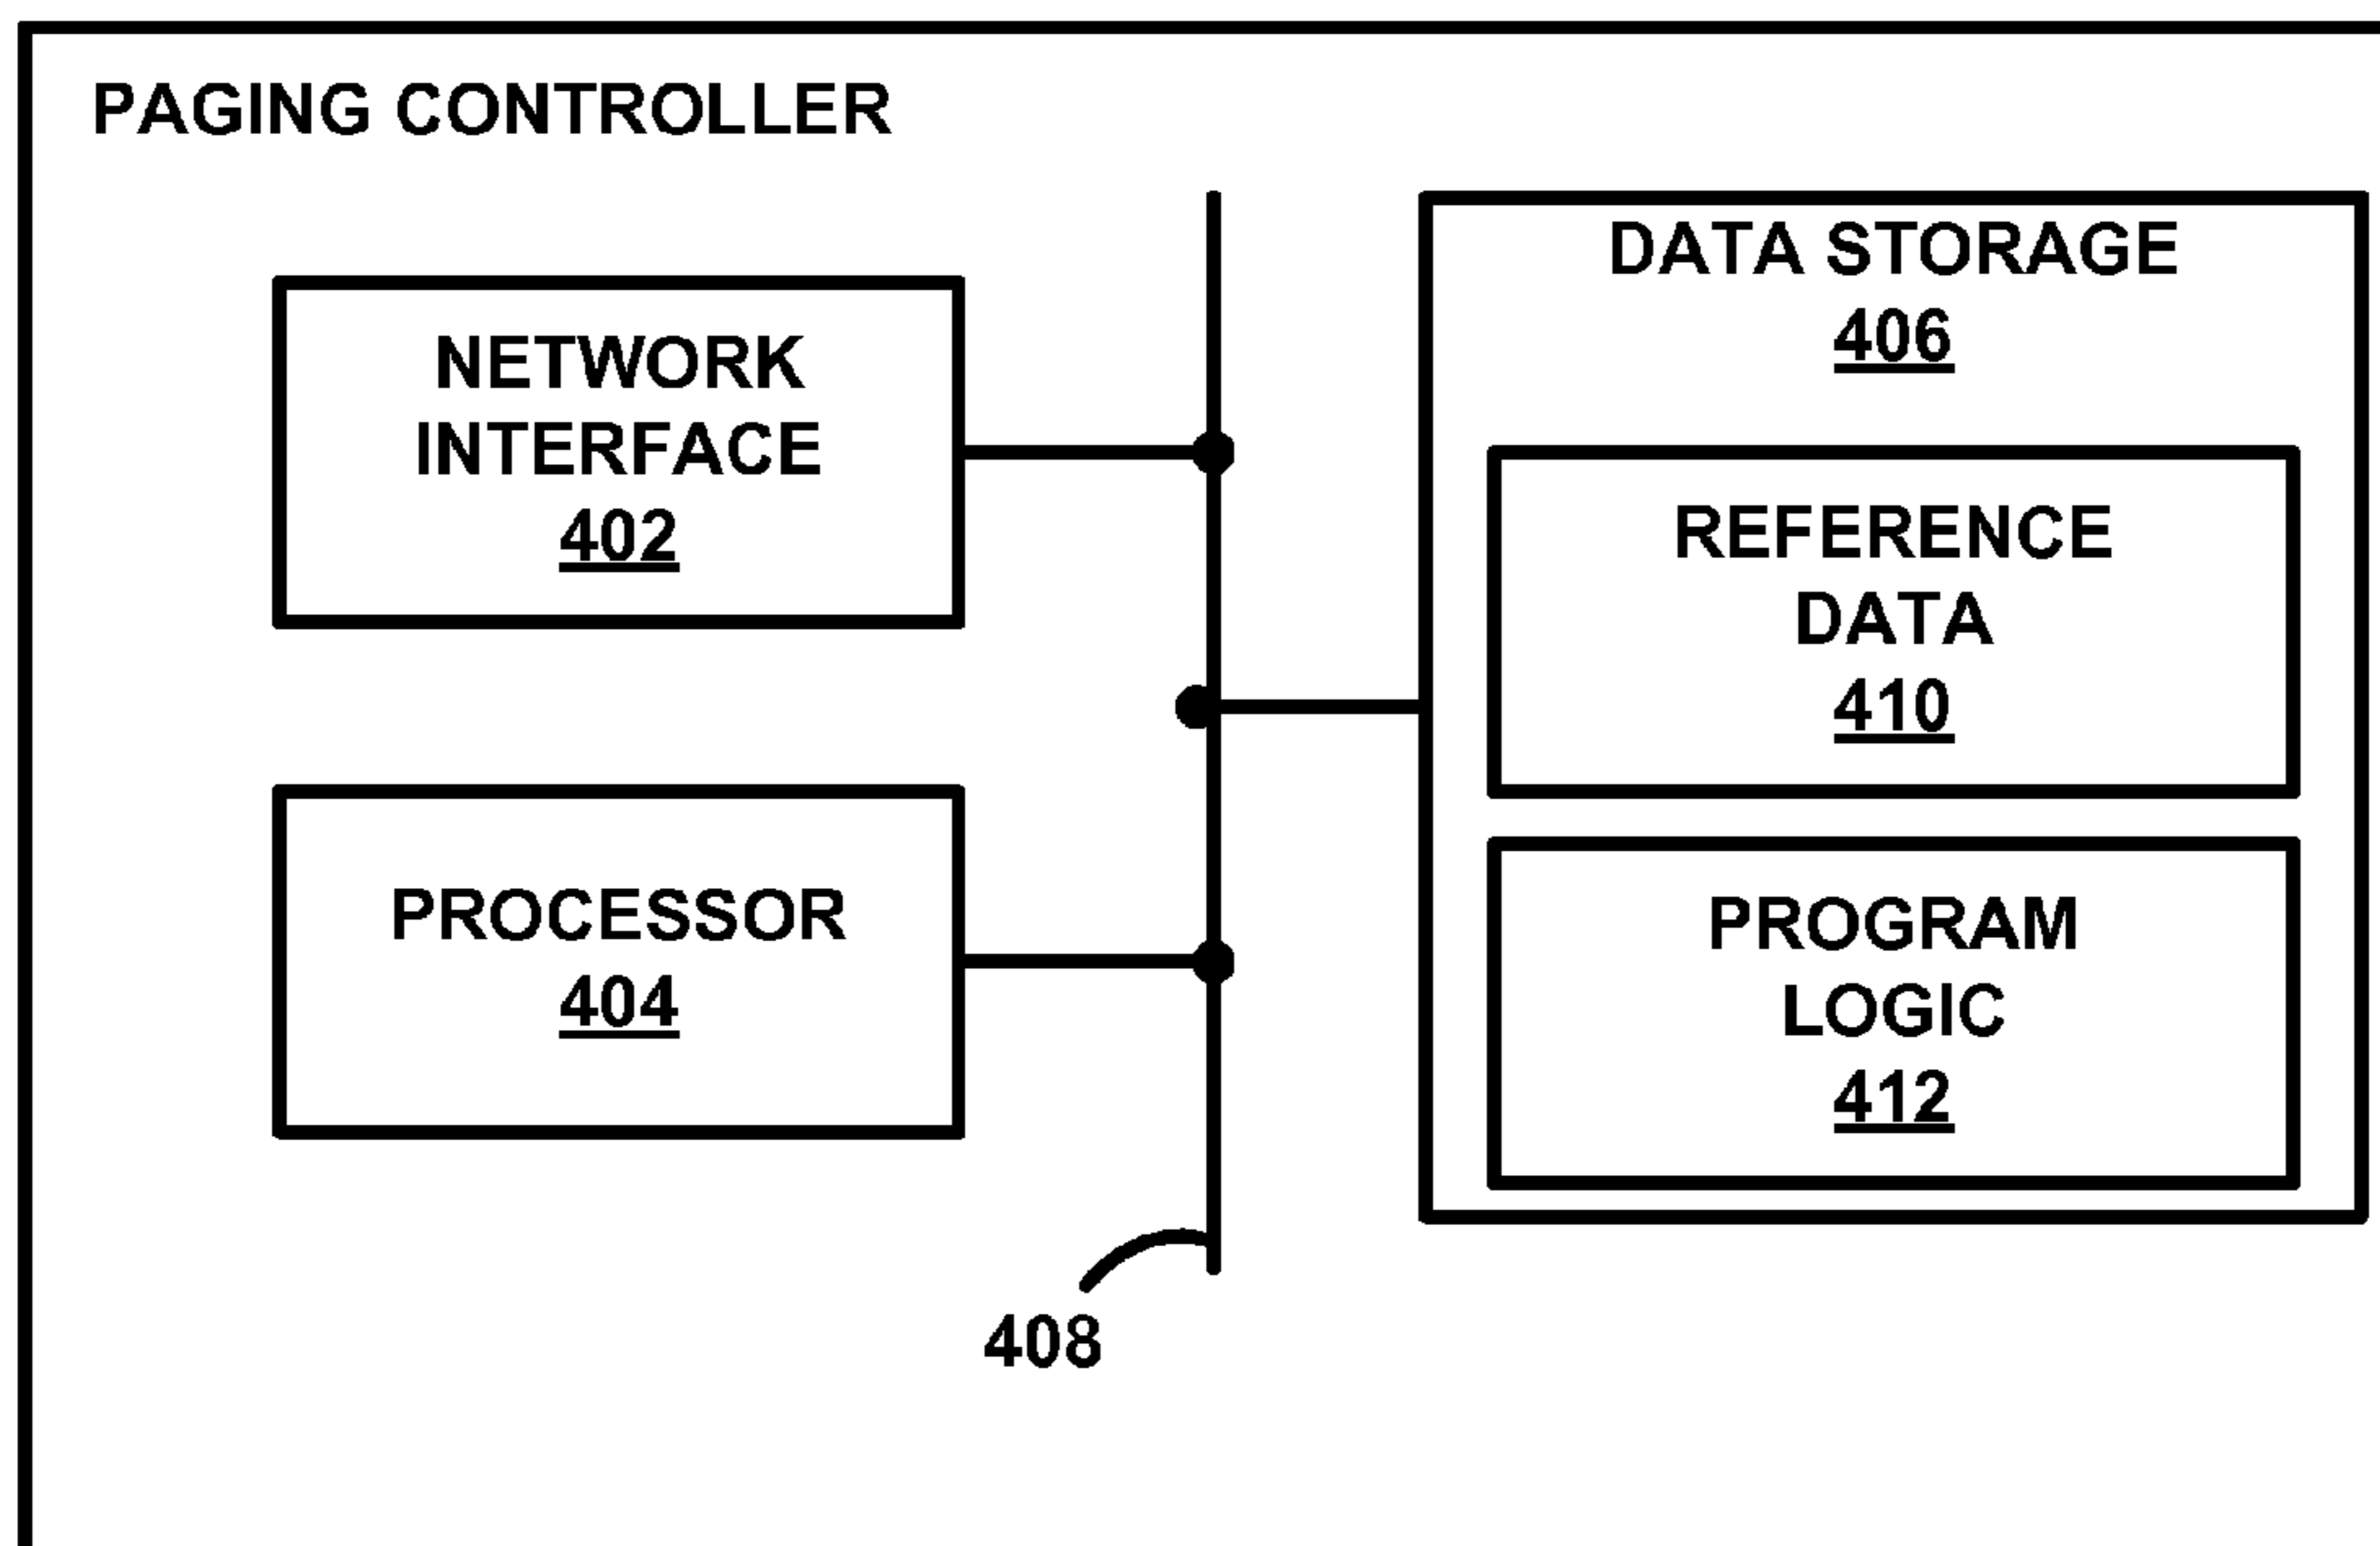 PAGING CONTROLLER
NETWORK
INTERFACE
402
PROCESSOR
404
408
DATA STORAGE
406
REFERENCE
DATA
410
PROGRAM
LOGIC
412